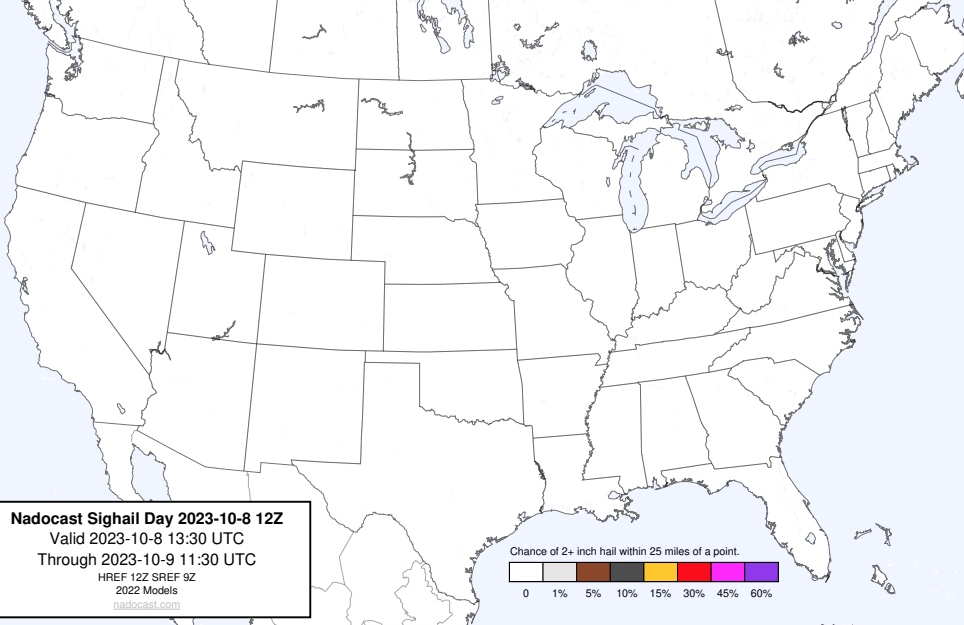 Nadocast Sighail Day 2023-10-8 12Z
Valid 2023-10-8 13:30 UTC
Through 2023-10-9 11:30 UTC
HREF 12Z SREF 9Z
2022 Models
nadocast.com
Chance of 2+ inch hail within 25 miles of a point.
0 1% 5% 10% 15% 30% 45% 60%